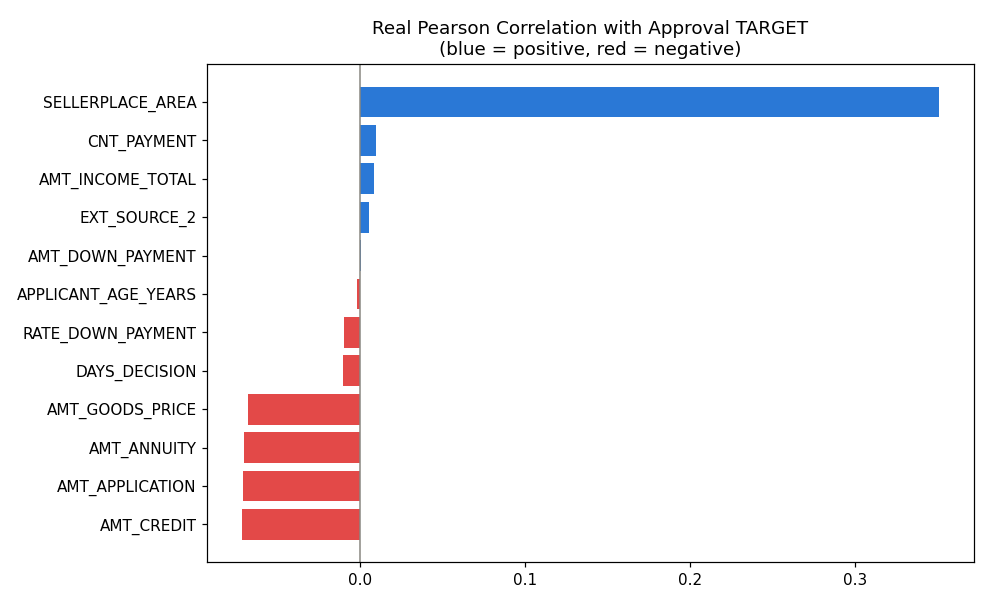 Real Pearson Correlation with Approval TARGET
(blue = positive, red = negative)
SELLERPLACE_AREA
CNT_PAYMENT
AMT_INCOME_TOTAL
EXT_SOURCE_2
AMT_DOWN_PAYMENT
APPLICANT_AGE_YEARS
RATE_DOWN_PAYMENT
DAYS_DECISION
AMT_GOODS_PRICE
AMT_ANNUITY
AMT_APPLICATION
AMT_CREDIT
0.0 0.1 0.2 0.3